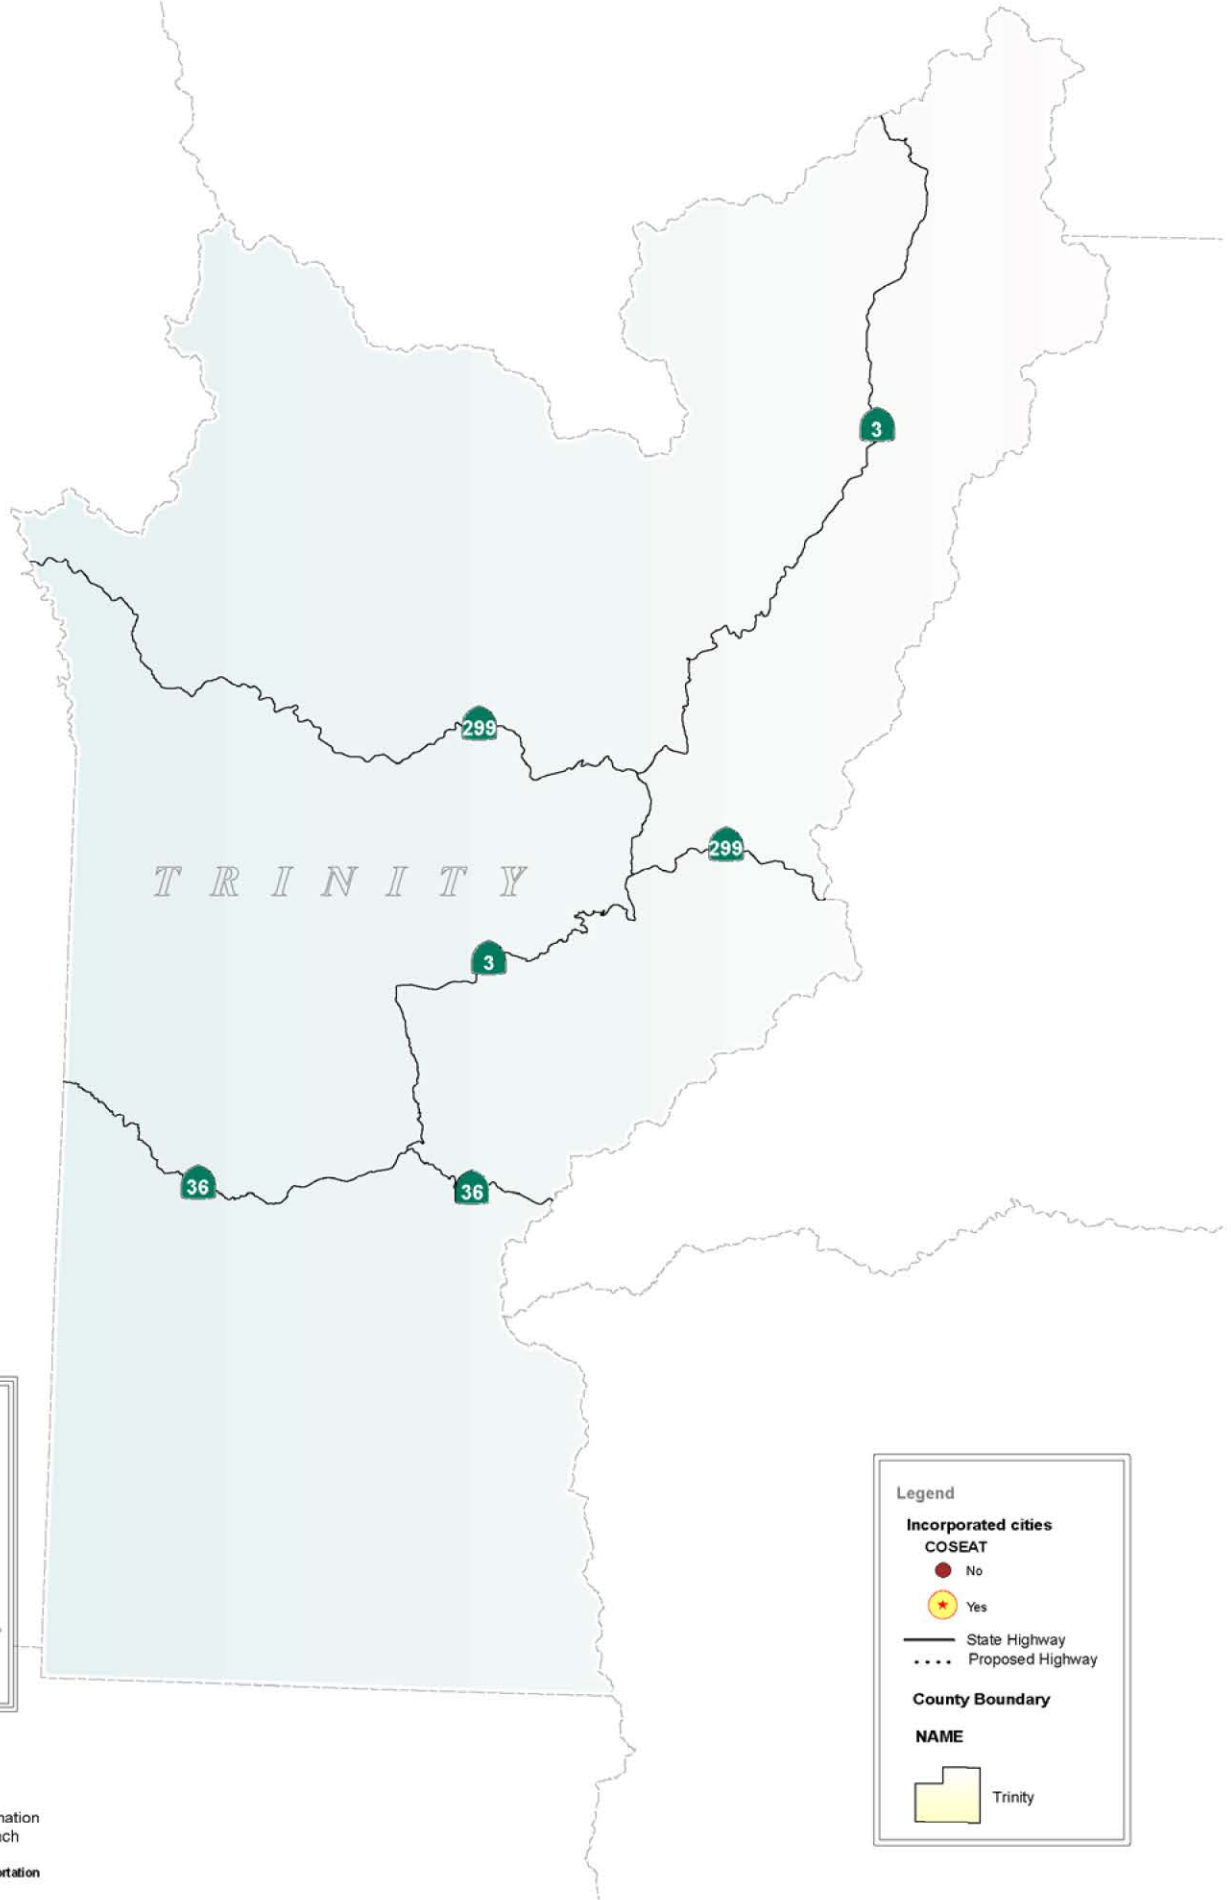 3
299
299
TRINITY
3
36
36
Legend
Incorporated cities
COSEAT
No
Yes
State Highway
Proposed Highway
County Boundary
NAME
Trinity